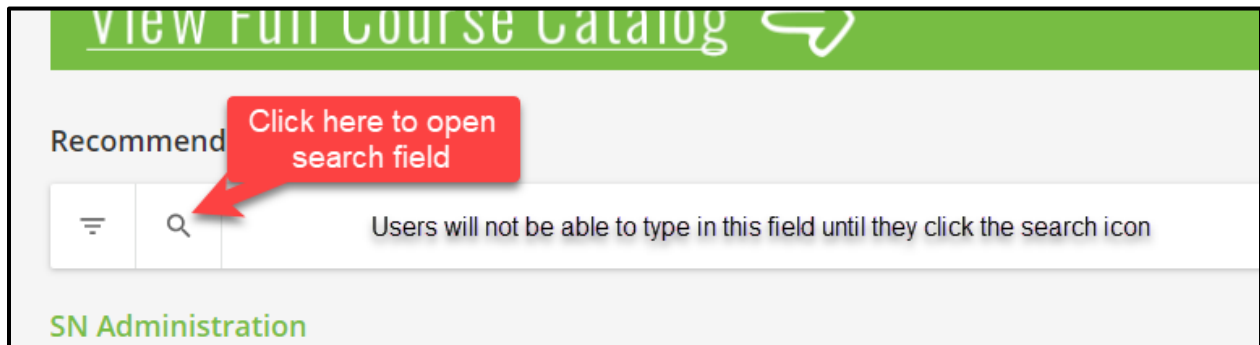 View Full Course Catalog
Click here to open
search field
Recommend
Users will not be able to type in this field until they click the search icon
SN Administration